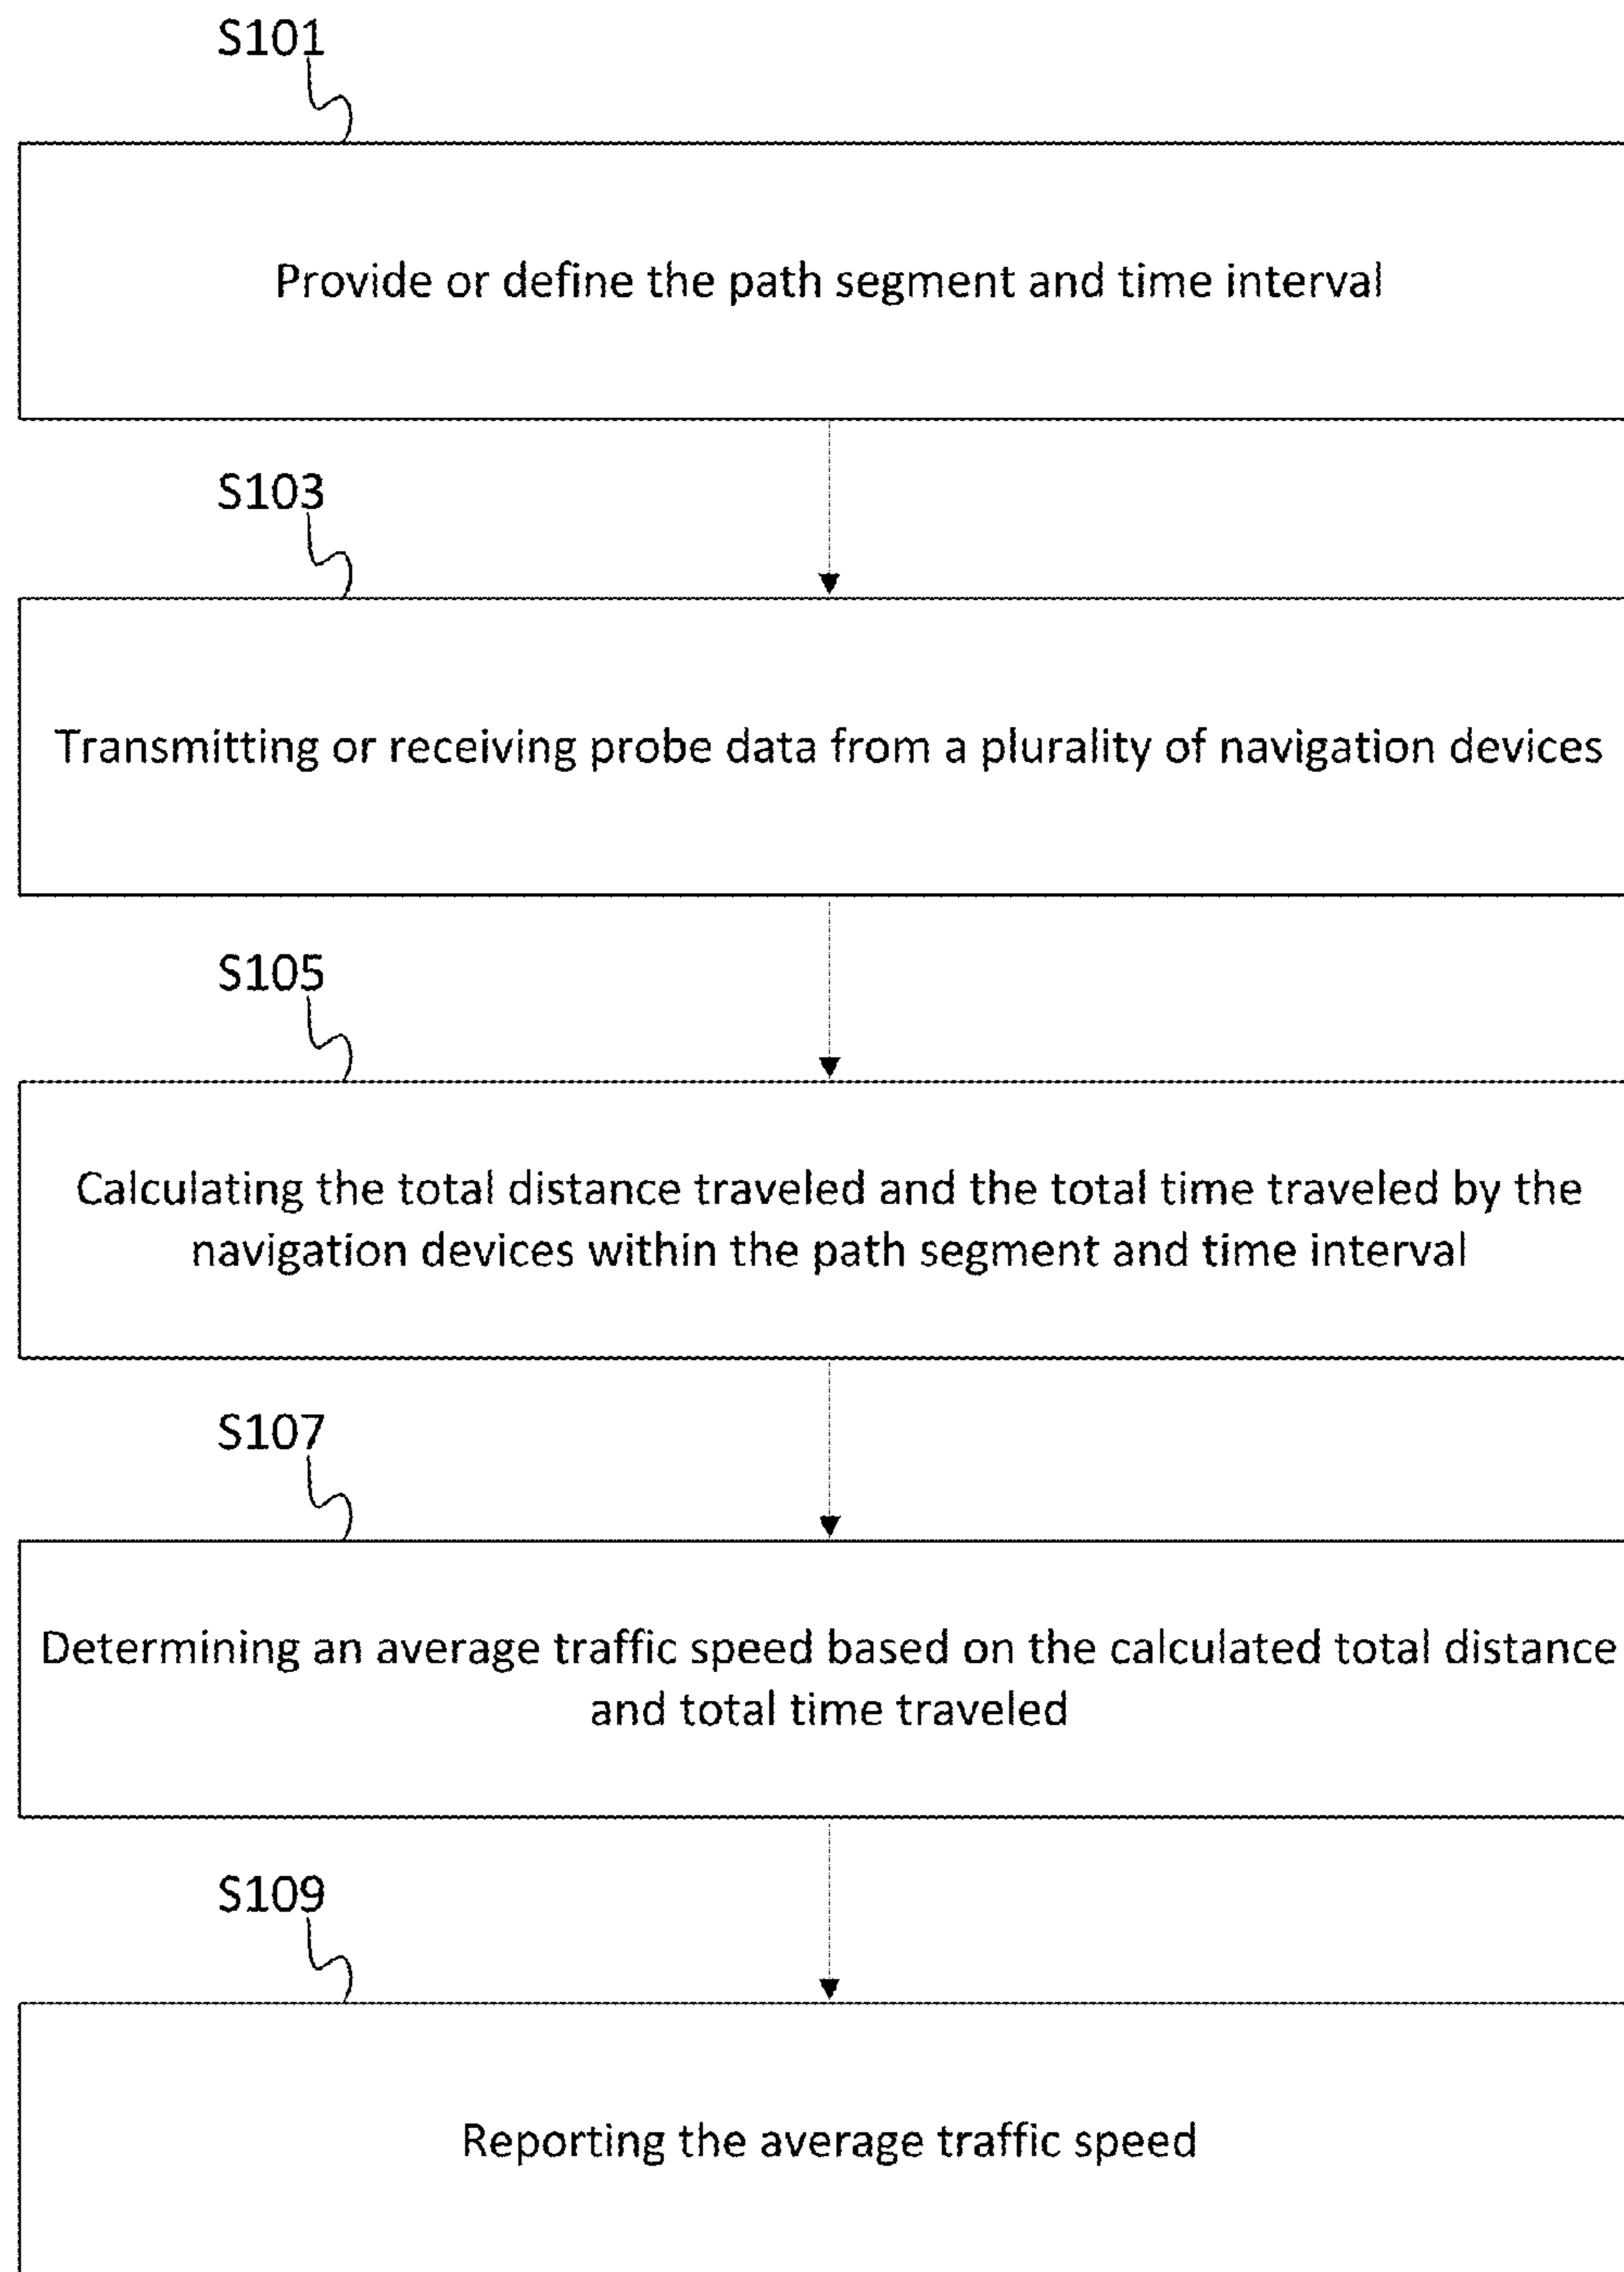 S101
Provide or define the path segment and time interval
S103
Transmitting or receiving probe data from a plurality of navigation devices
S105
Calculating the total distance traveled and the total time traveled by the
navigation devices within the path segment and time interval
S107
Determining an average traffic speed based on the calculated total distance
and total time traveled
S109
Reporting the average traffic speed